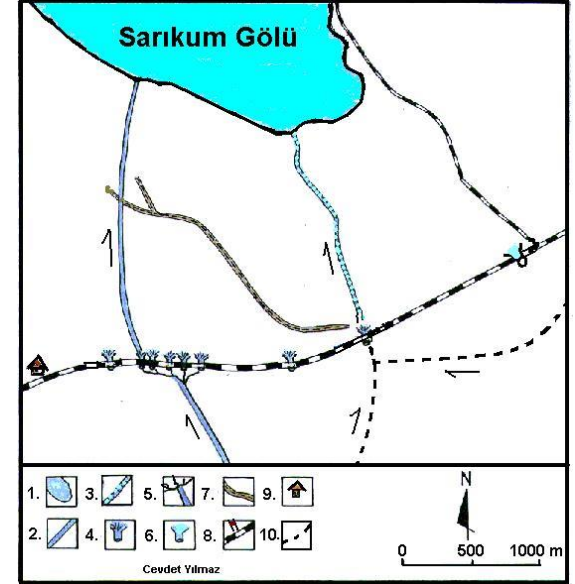 Sarıkum Gölü
1. 3. 5. 7. 9.
2. 4. 6. 8. 10.
N
0 500 1000 m
Cevdet Yılmaz